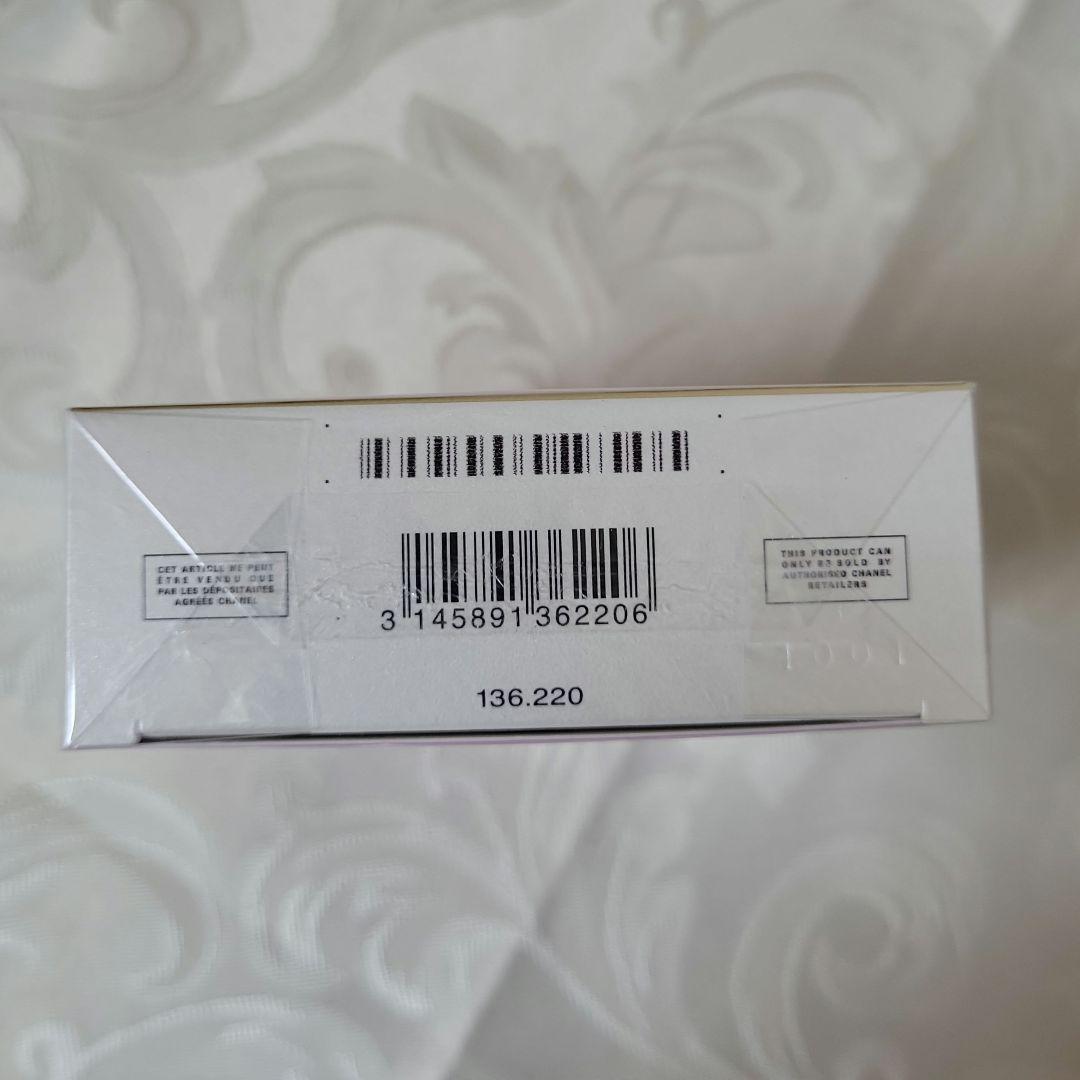 CET ARTICLE NE PEUT
ÊTRE VENDU QUE
PAR LES DÉPOSITAIRES
AGRÉÉS CHANEL
THIS PRODUCT CAN
ONLY BE SOLD BY
AUTHORISED CHANEL
RETAILERS
3 145891 362206
136.220